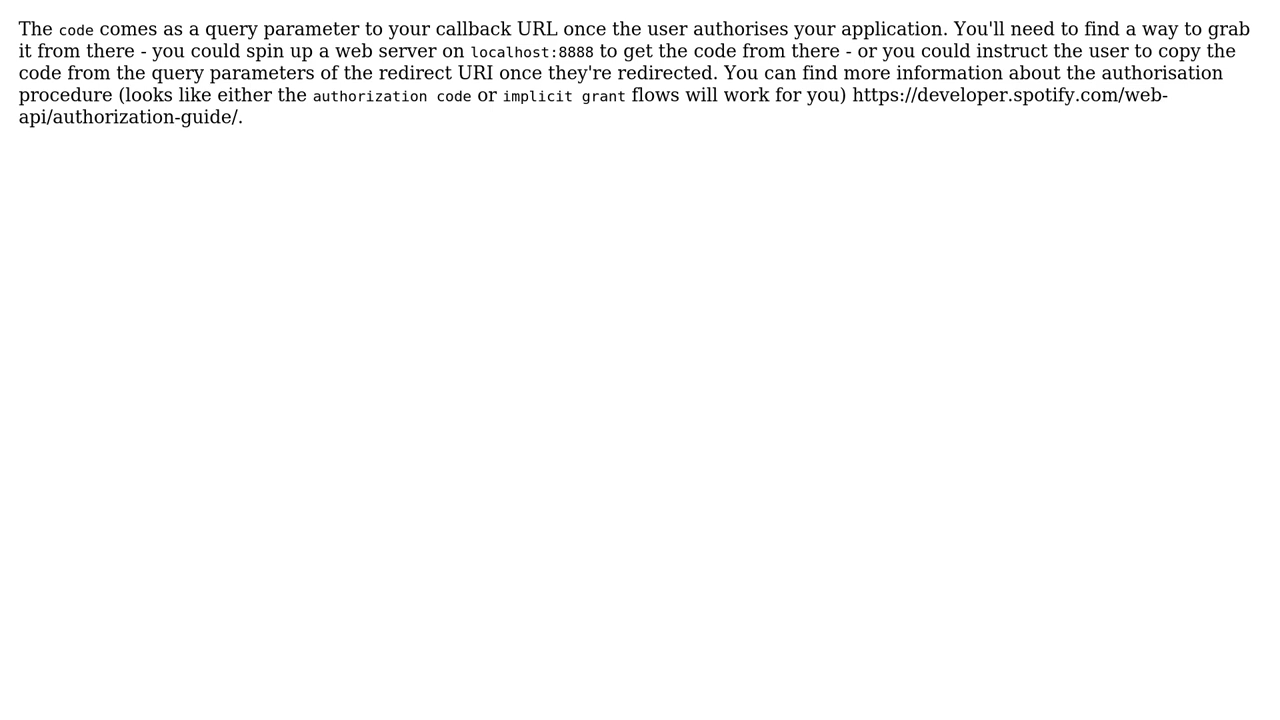 The code comes as a query parameter to your callback URL once the user authorises your application. You'll need to find a way to grab
it from there - you could spin up a web server on localhost:8888 to get the code from there - or you could instruct the user to copy the
code from the query parameters of the redirect URI once they're redirected. You can find more information about the authorisation
procedure (looks like either the authorization code or implicit grant flows will work for you) https://developer.spotify.com/web-
api/authorization-guide/.